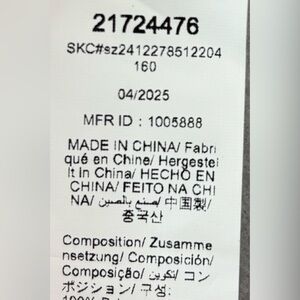 21724476
SKC#sz2412278512204
160
04/2025
MFR ID : 1005888
MADE IN CHINA/ Fabri
qué en Chine/ Hergestel
lt In China/ HECHO EN
CHINA/ FEITO NA CHI
NA/ صنع بالصين/ 中国製/
중국산
Composition/ Zusamme
nsetzung/ Composición/
Composição/ تكوين/ コン
ポジション/ 구성: